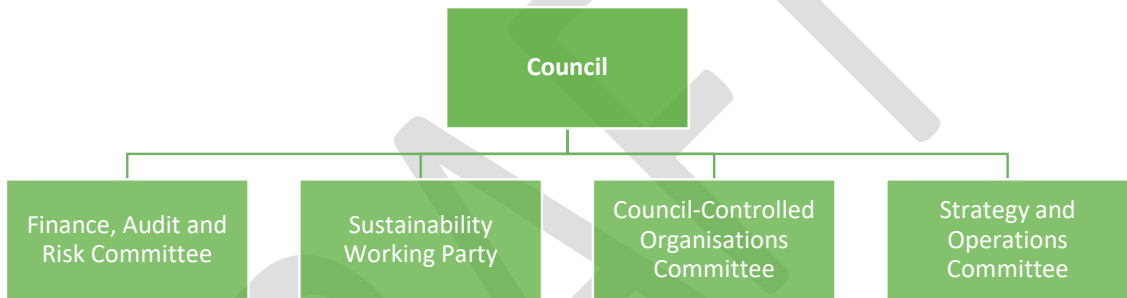 Council
Finance, Audit and
Risk Committee
Sustainability
Working Party
Council-Controlled
Organisations
Committee
Strategy and
Operations
Committee